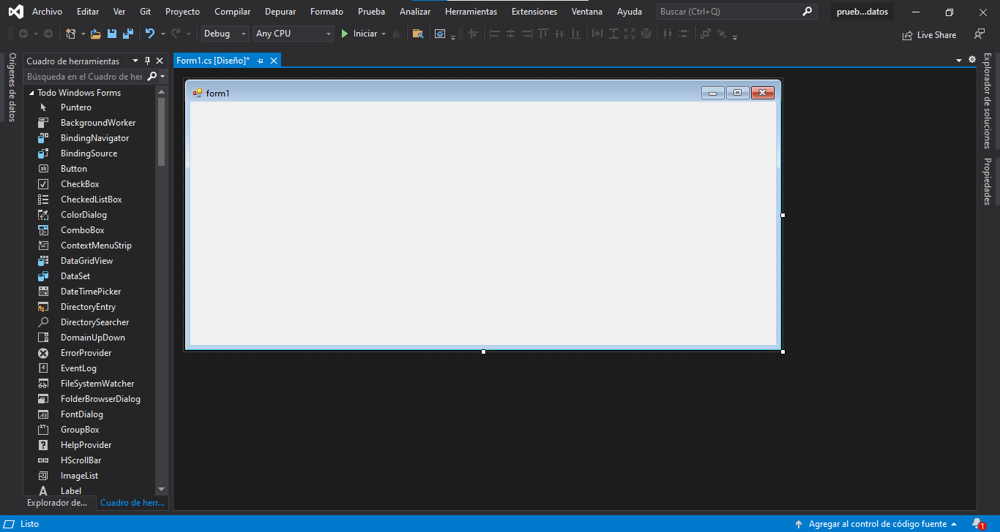 Archivo Editar Ver Git Proyecto Compilar Depurar Formato Prueba Analizar Herramientas Extensiones Ventana Ayuda Buscar (Ctrl+Q) prueb...datos
Debug Any CPU Iniciar Live Share
Orígenes de datos
Cuadro de herramientas
Búsqueda en el Cuadro de her
Todo Windows Forms
Puntero
BackgroundWorker
BindingNavigator
BindingSource
Button
CheckBox
CheckedListBox
ColorDialog
ComboBox
ContextMenuStrip
DataGridView
DataSet
DateTimePicker
DirectoryEntry
DirectorySearcher
DomainUpDown
ErrorProvider
EventLog
FileSystemWatcher
FolderBrowserDialog
FontDialog
GroupBox
HelpProvider
HScrollBar
ImageList
Label
Explorador de... Cuadro de herr...
Form1.cs [Diseño]*
form1
Explorador de soluciones
Propiedades
Listo Agregar al control de código fuente 1